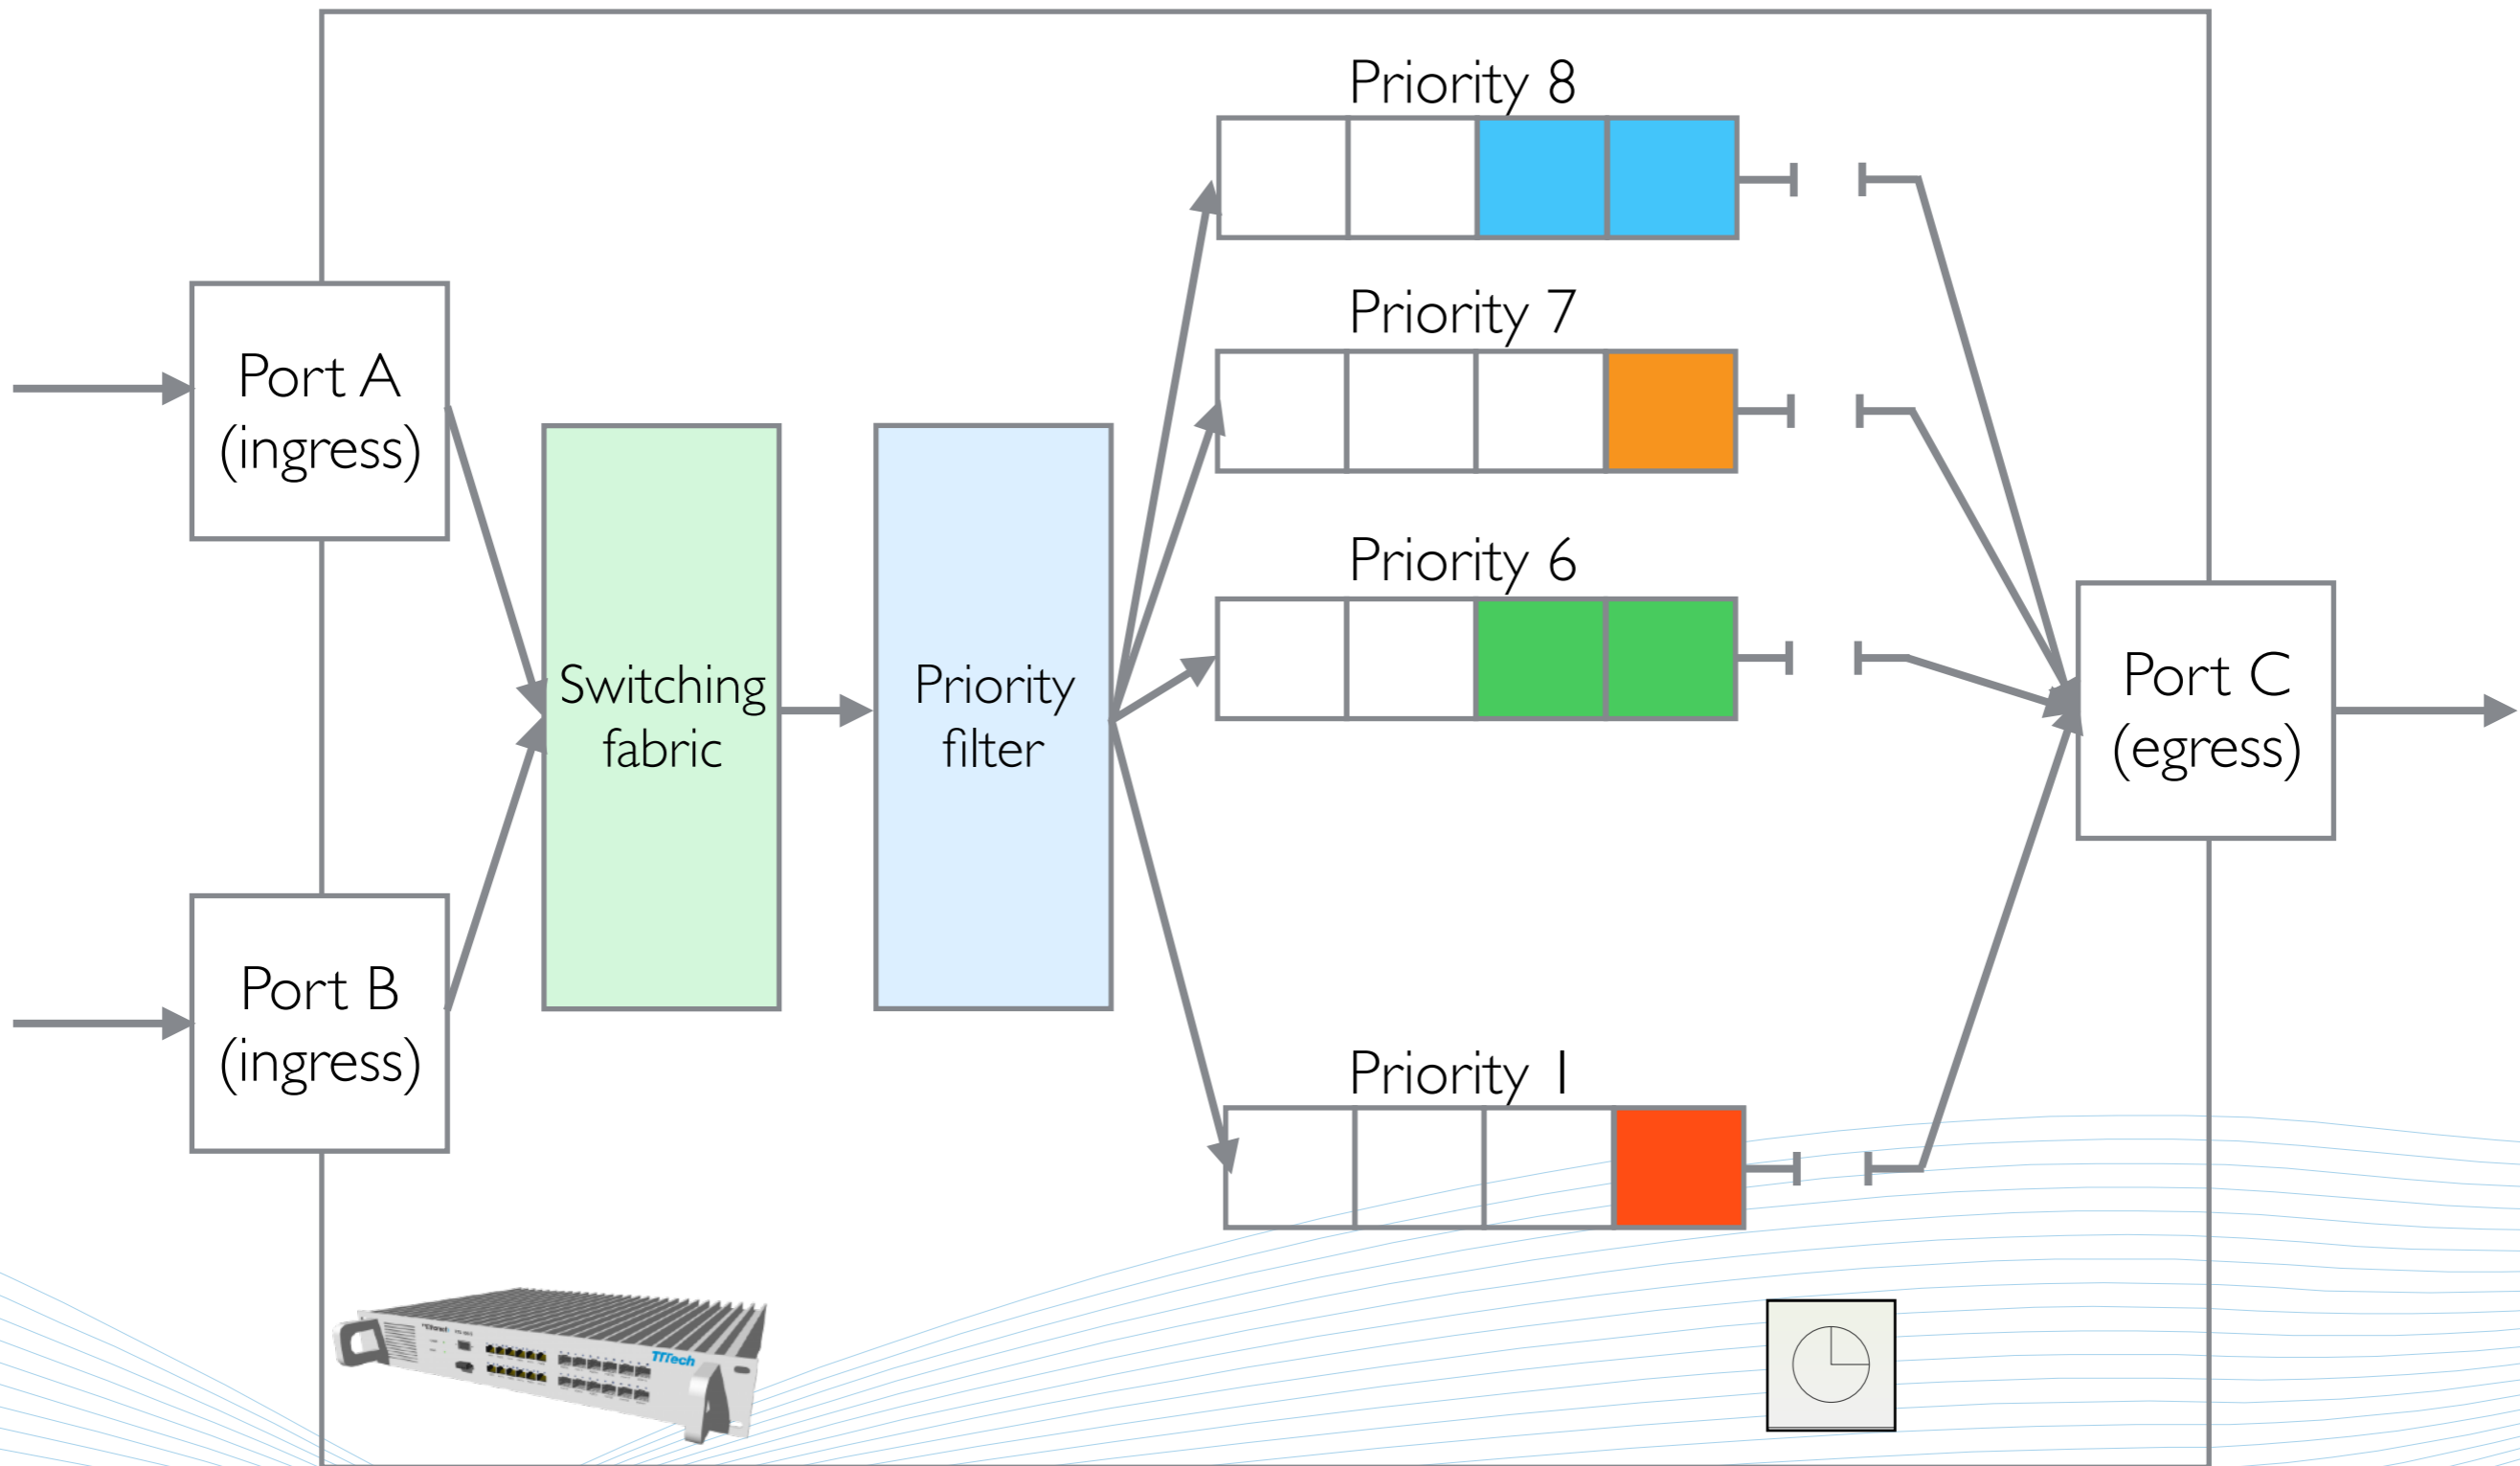 Priority 8
Priority 7
Port A
(ingress)
Priority 6
Switching
fabric
Priority
filter
Port C
(egress)
Port B
(ingress)
Priority 1
TTTech